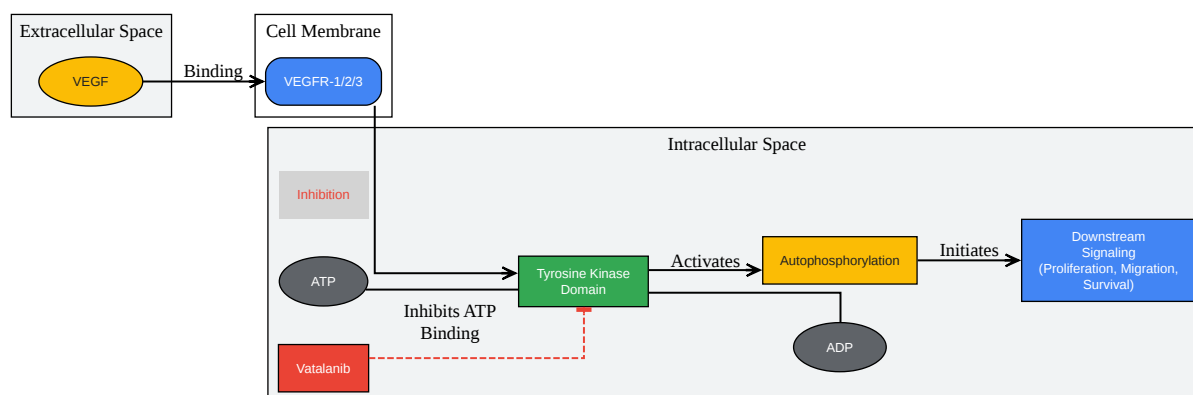 Extracellular Space
VEGF
Binding
Cell Membrane
VEGFR-1/2/3
Intracellular Space
Inhibition
ATP
Inhibits ATP
Binding
Vatalanib
Tyrosine Kinase
Domain
Activates
Autophosphorylation
Initiates
Downstream
Signaling
(Proliferation, Migration,
Survival)
ADP